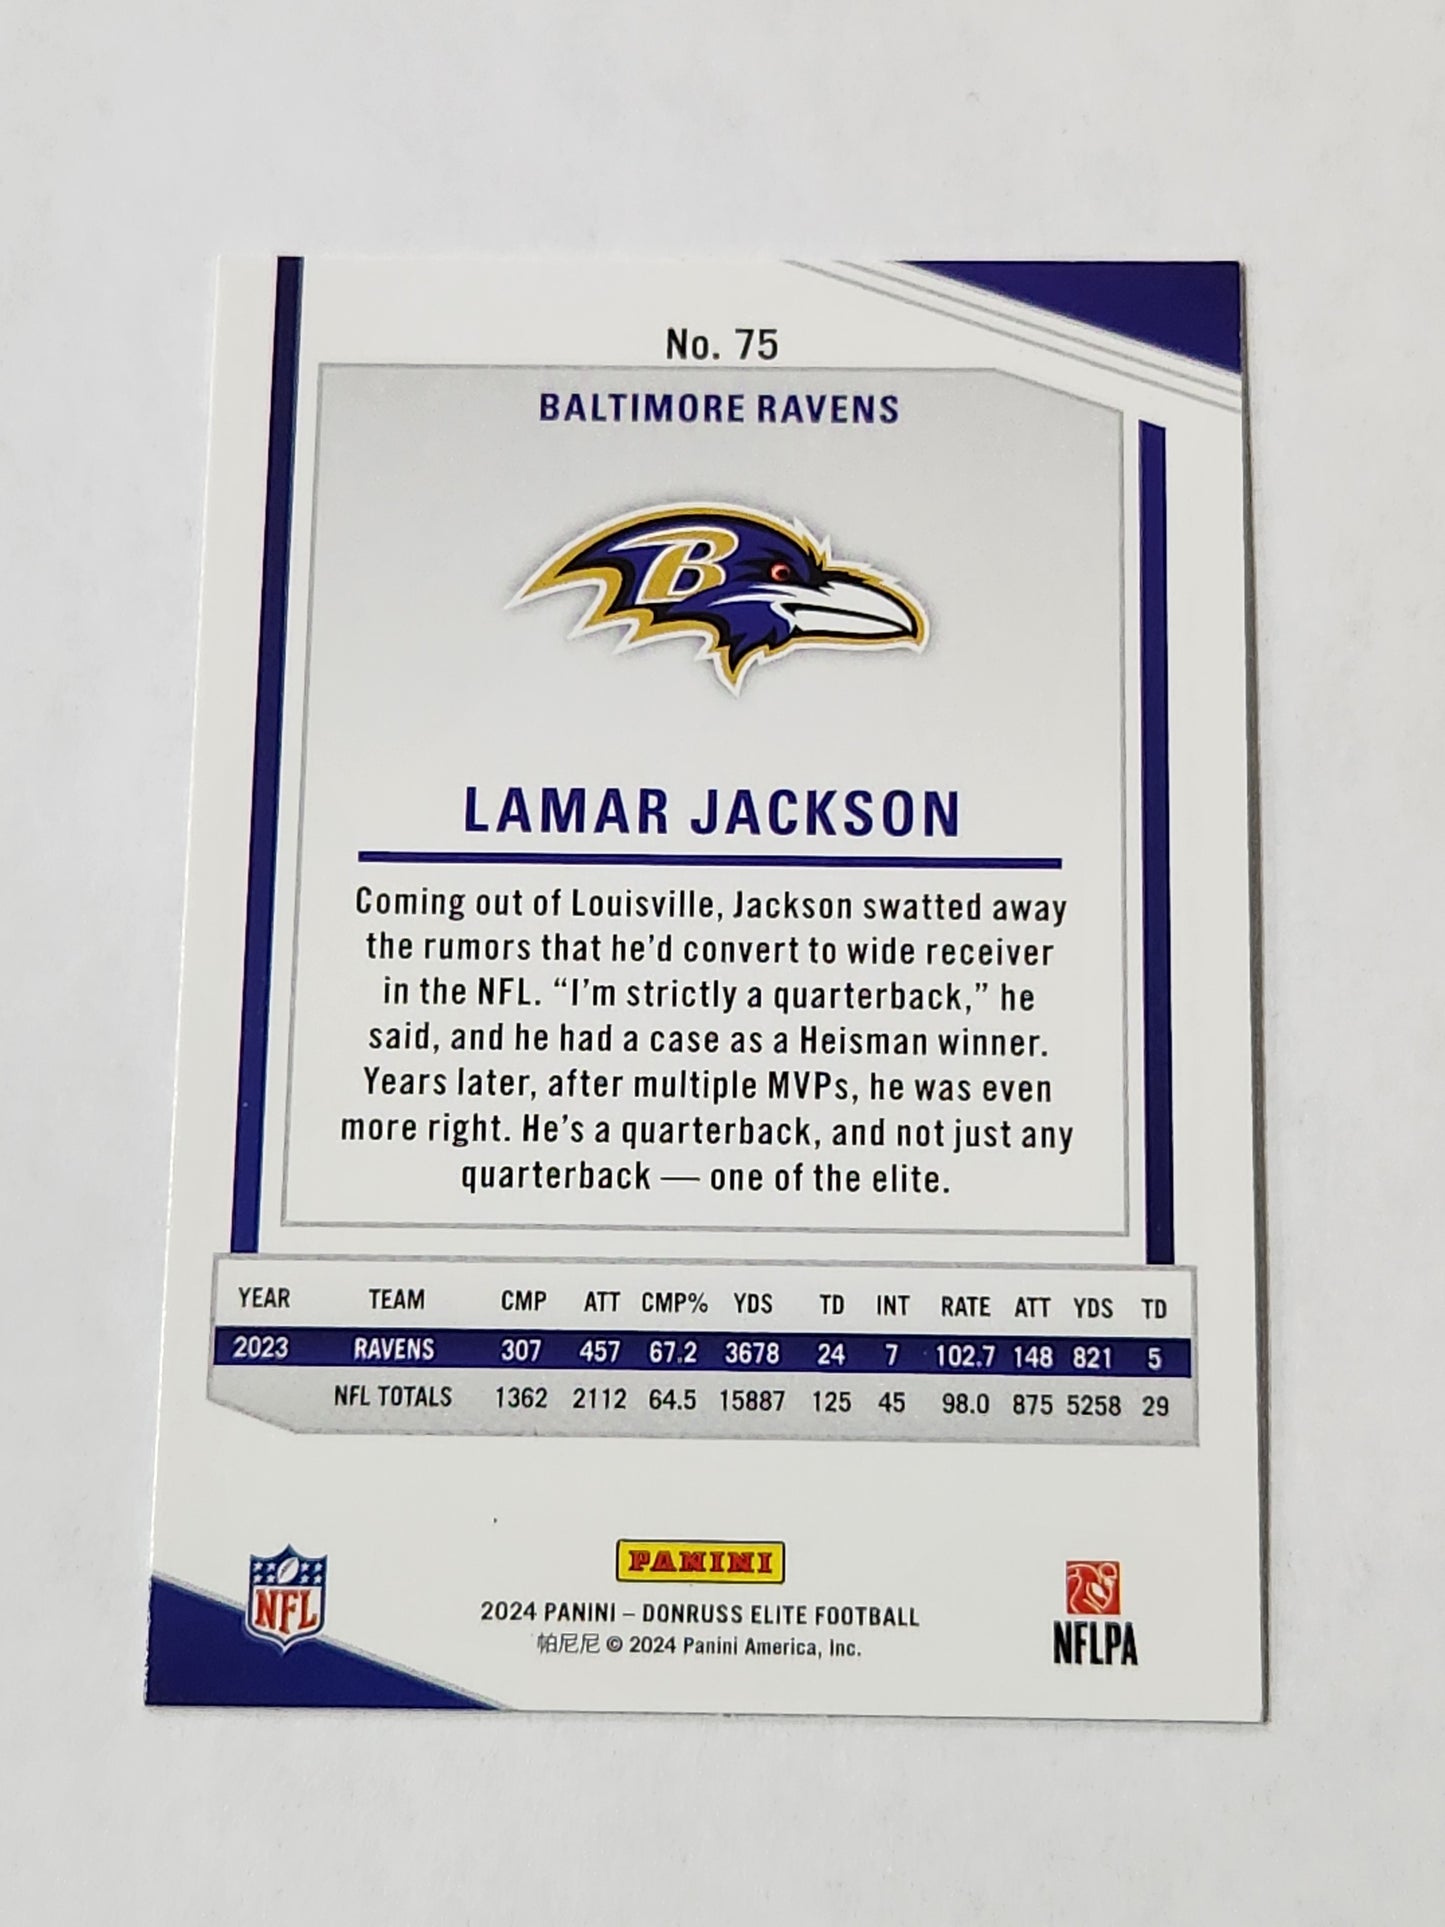 No. 75
BALTIMORE RAVENS
B
LAMAR JACKSON
Coming out of Louisville, Jackson swatted away
the rumors that he'd convert to wide receiver
in the NFL. “I'm strictly a quarterback,” he
said, and he had a case as a Heisman winner.
Years later, after multiple MVPs, he was even
more right. He's a quarterback, and not just any
quarterback — one of the elite.
YEAR TEAM CMP ATT CMP% YDS TD INT RATE ATT YDS TD
2023 RAVENS 307 457 67.2 3678 24 7 102.7 148 821 5
NFL TOTALS 1362 2112 64.5 15887 125 45 98.0 875 5258 29
NFL
PANINI
2024 PANINI – DONRUSS ELITE FOOTBALL
帕尼尼 © 2024 Panini America, Inc.
NFLPA